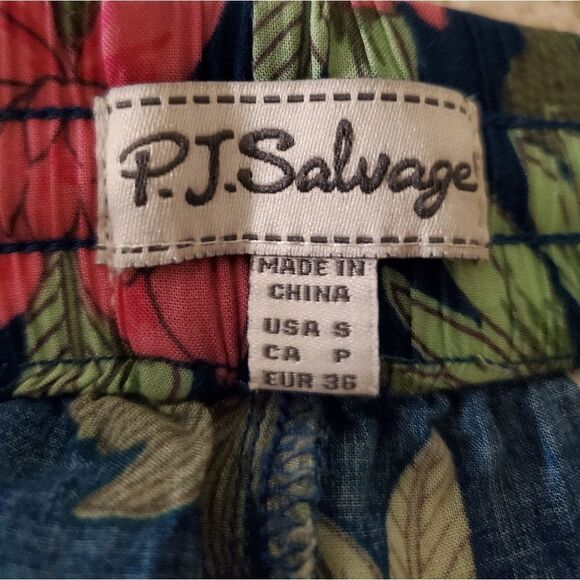 P.J.Salvage
MADE IN
CHINA
USA S
CA P
EUR 36